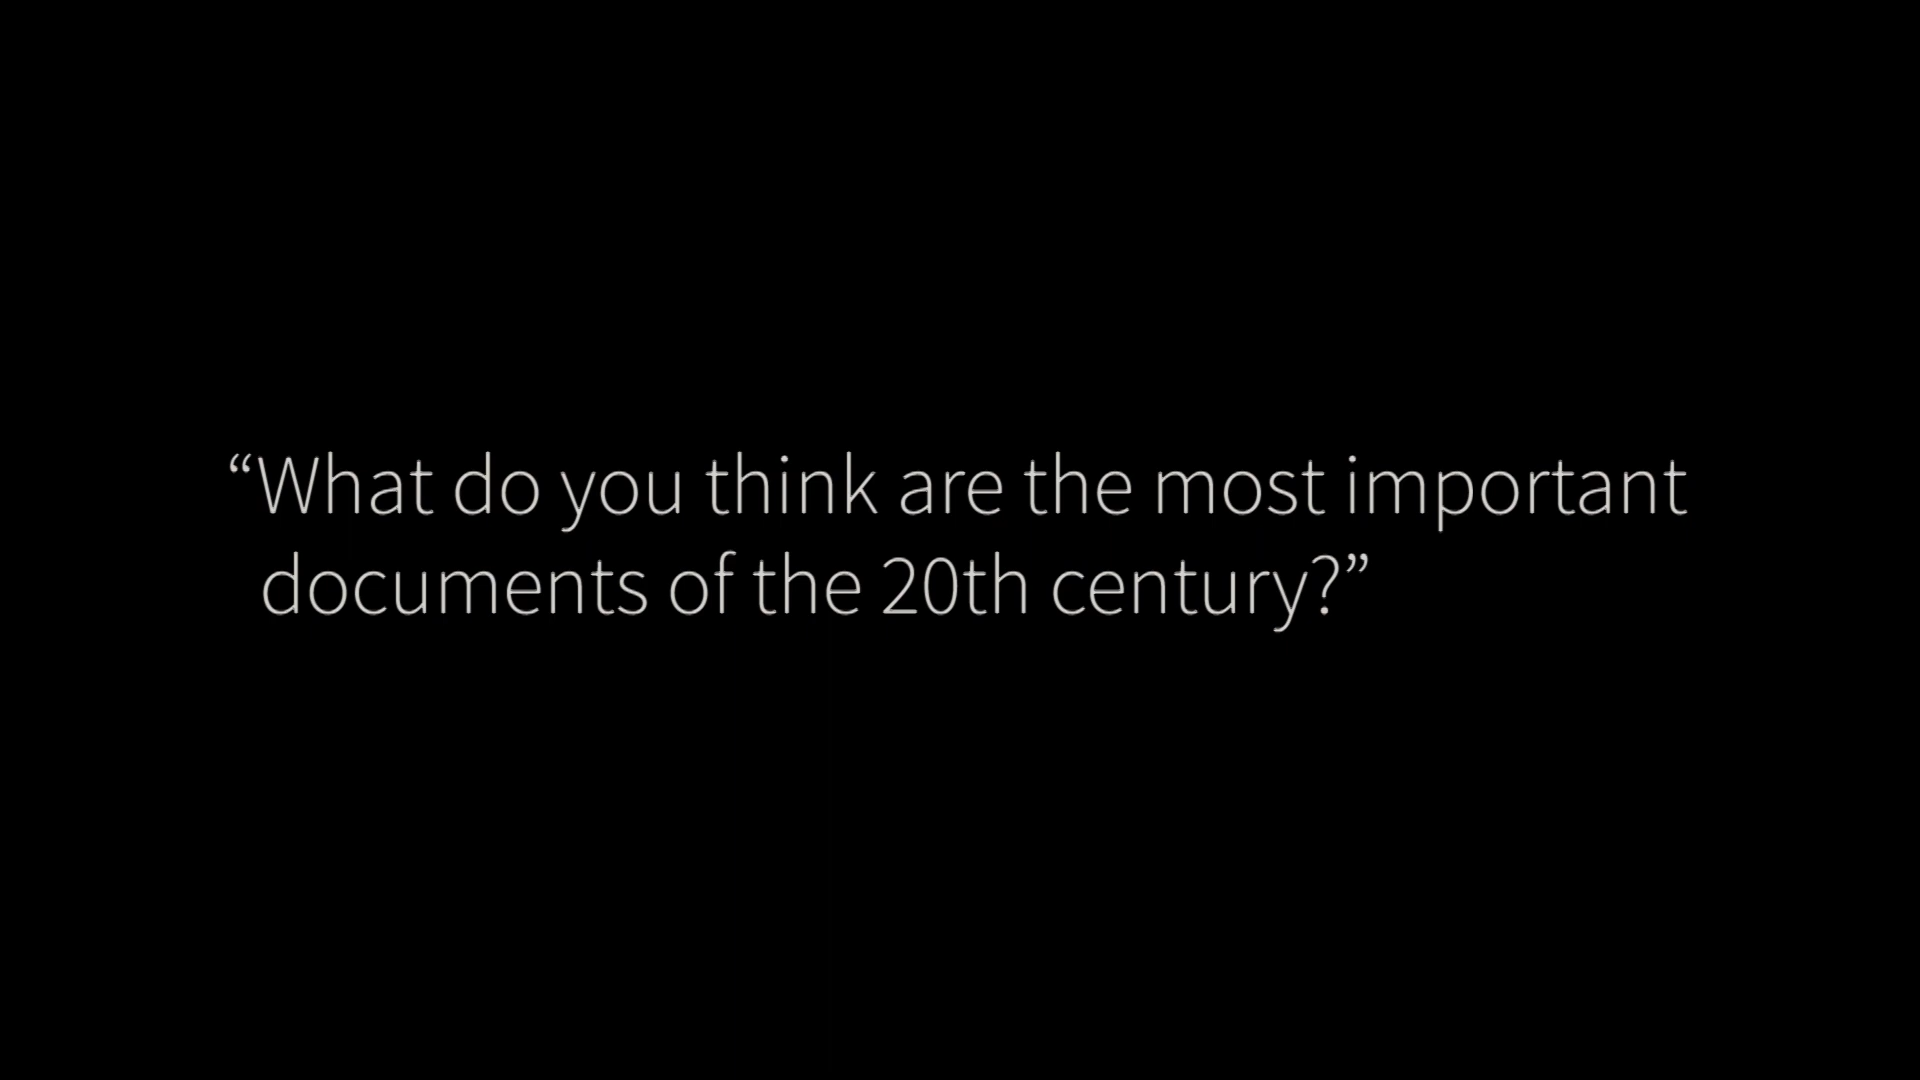 “What do you think are the most important
documents of the 20th century?”